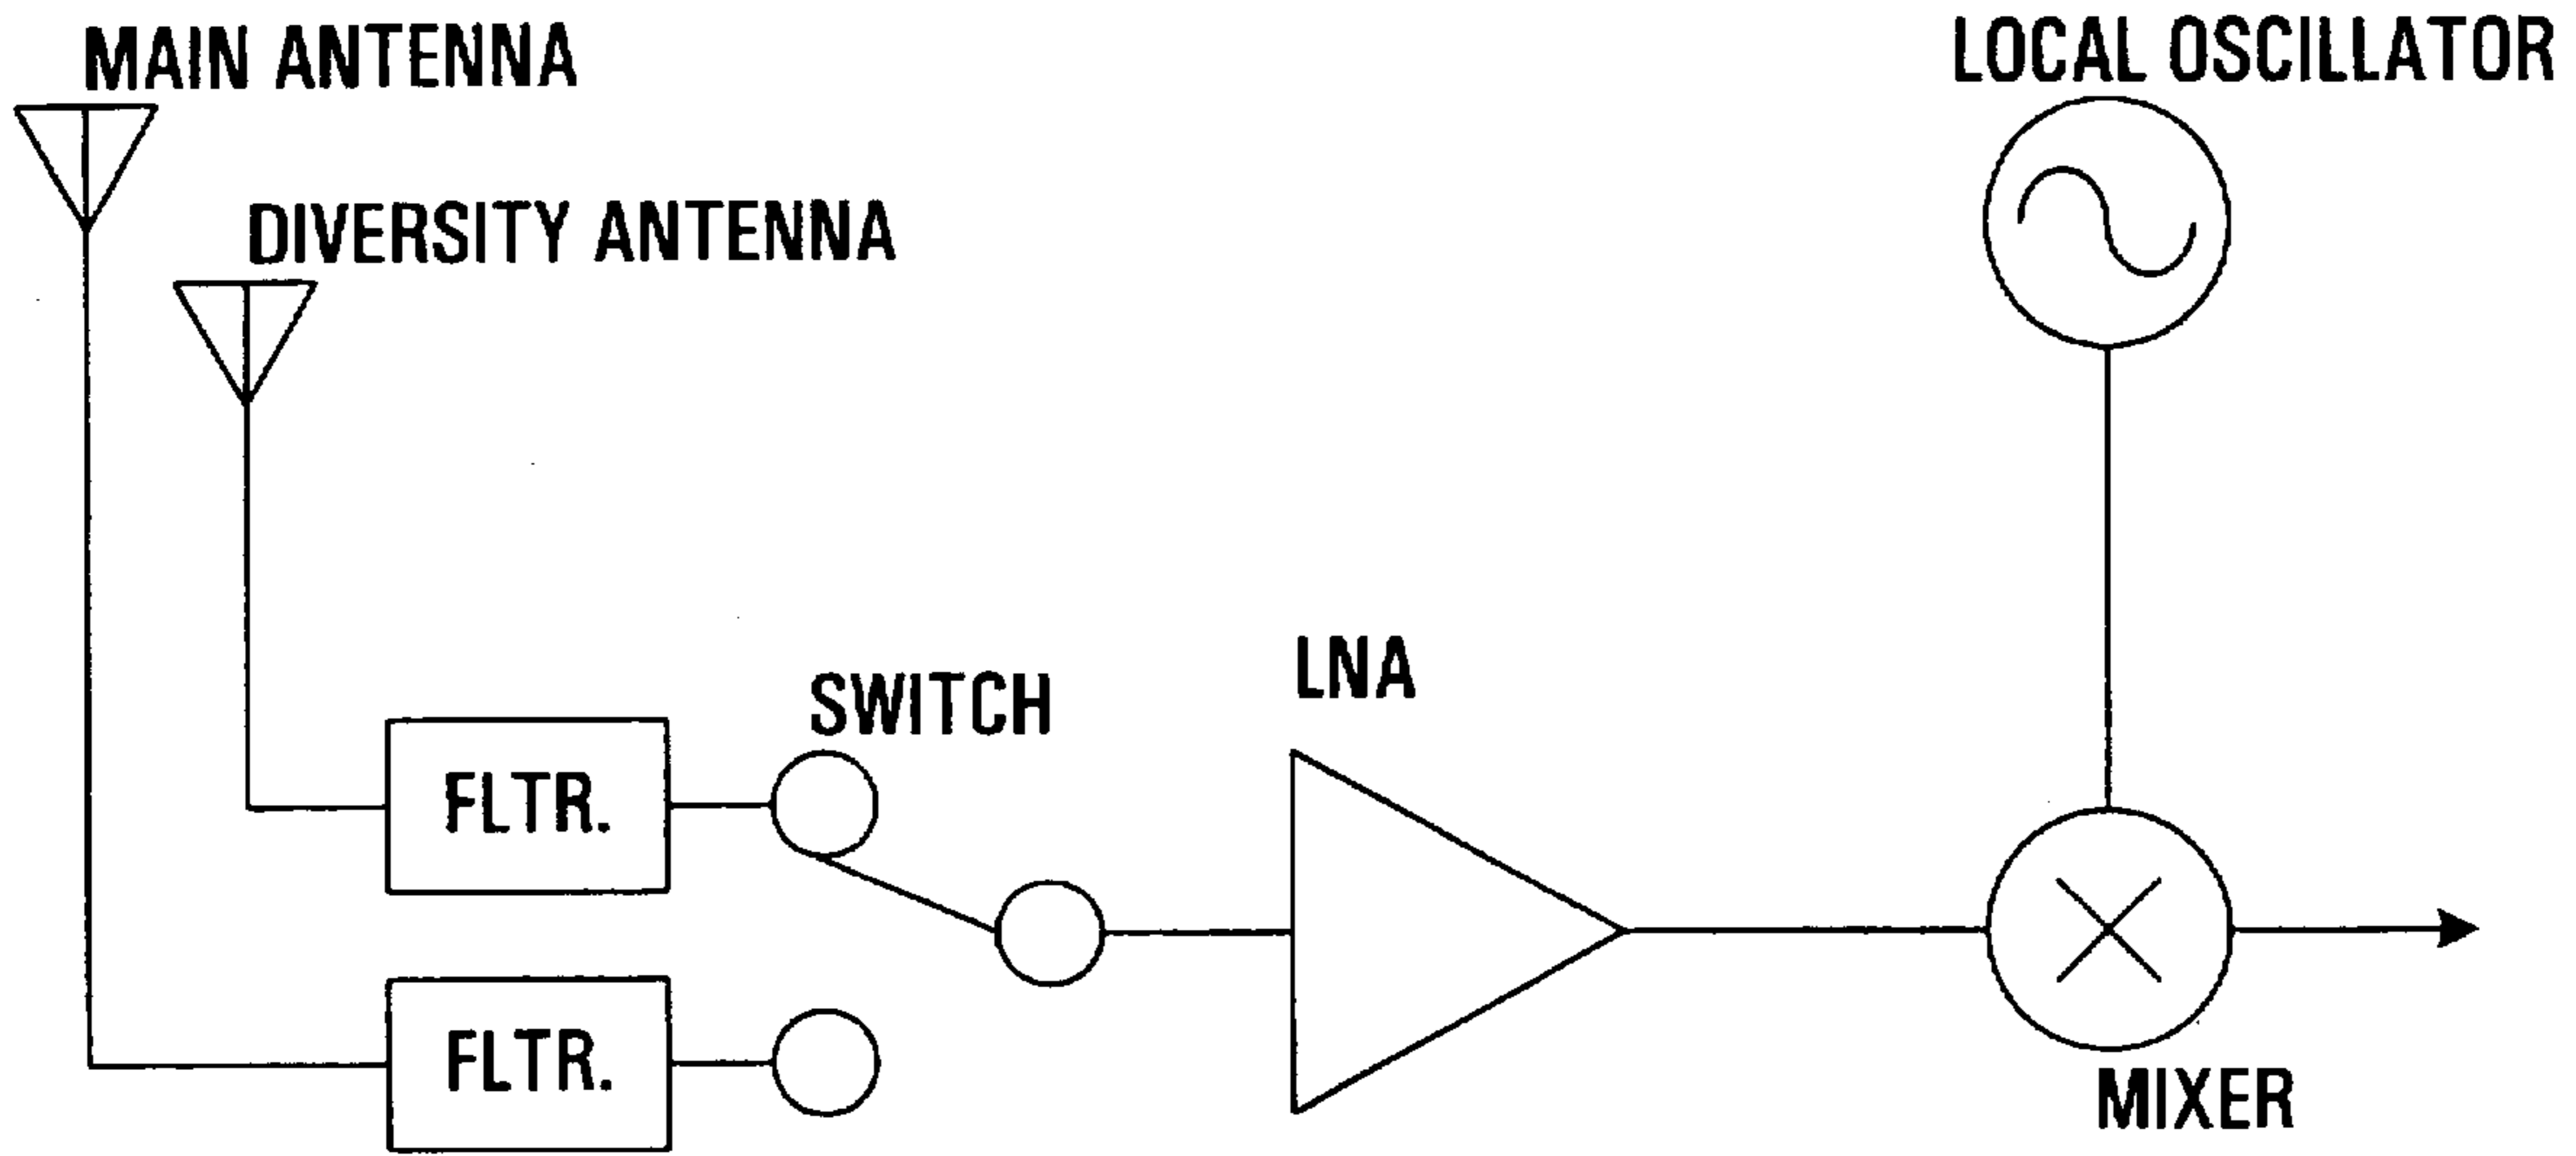 MAIN ANTENNA
LOCAL OSCILLATOR
DIVERSITY ANTENNA
SWITCH
LNA
FLTR.
FLTR.
MIXER